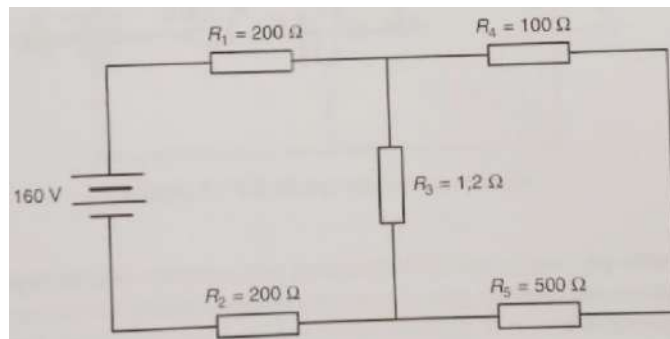 R₁ = 200 Ω
R₄ = 100 Ω
160 V
R₃ = 1,2 Ω
R₂ = 200 Ω
R₅ = 500 Ω